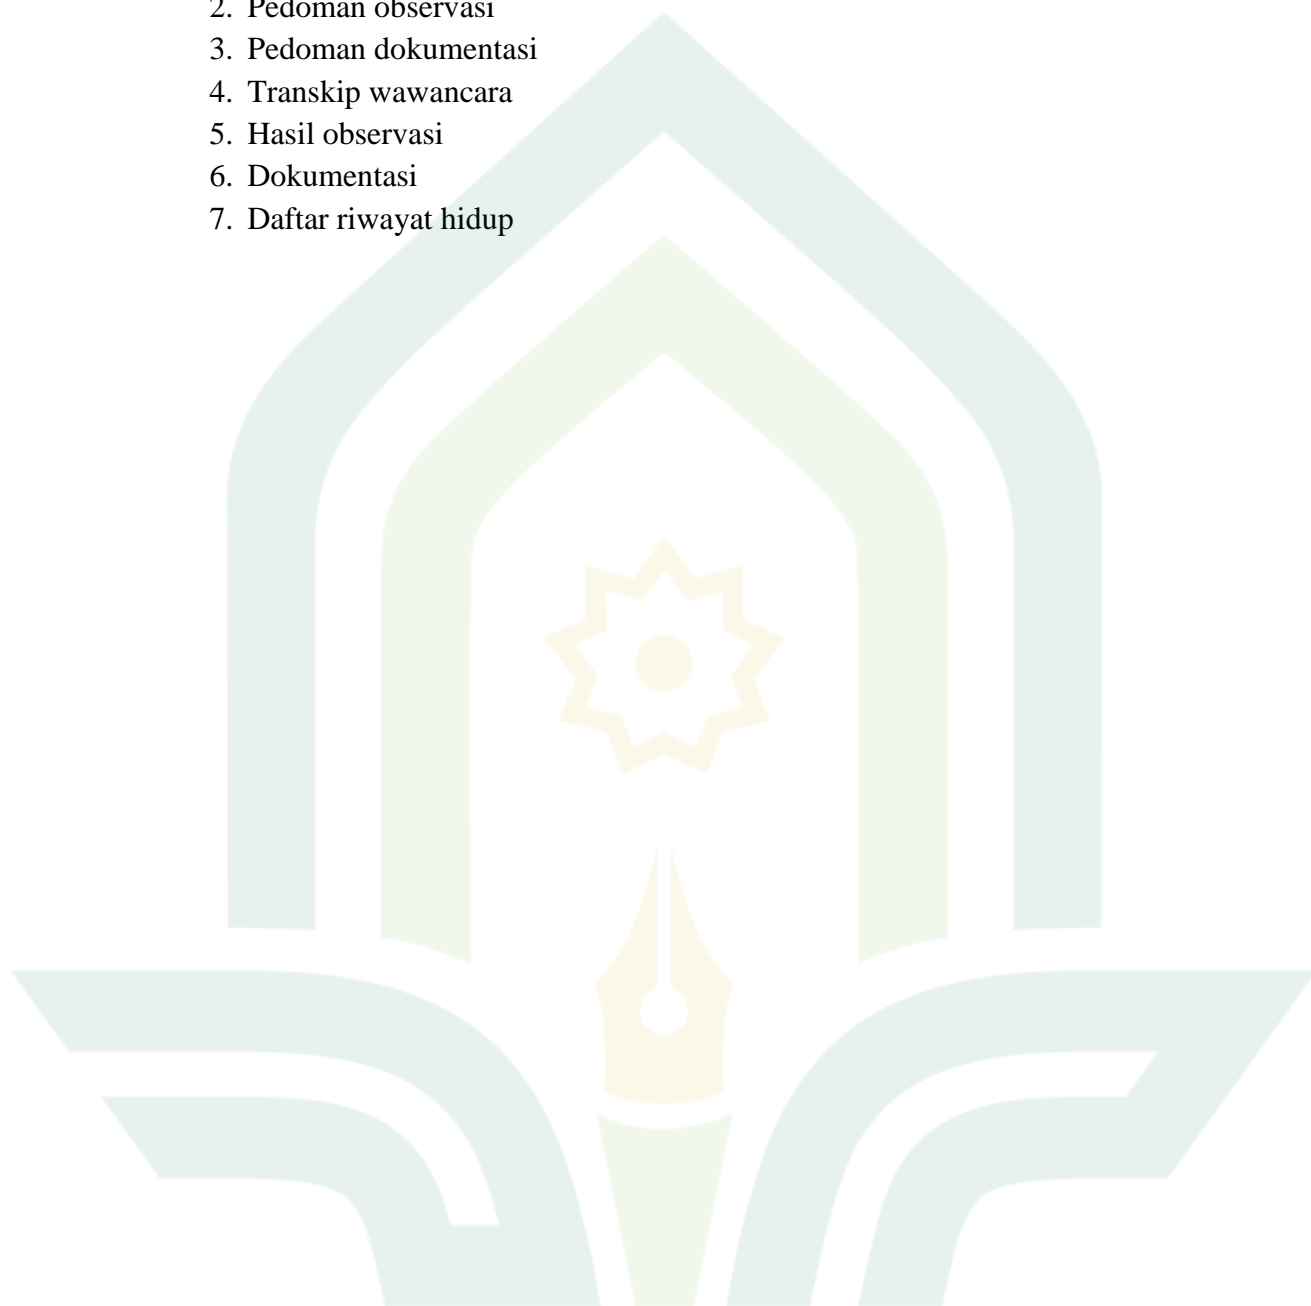 2. Pedoman observasi
3. Pedoman dokumentasi
4. Transkip wawancara
5. Hasil observasi
6. Dokumentasi
7. Daftar riwayat hidup